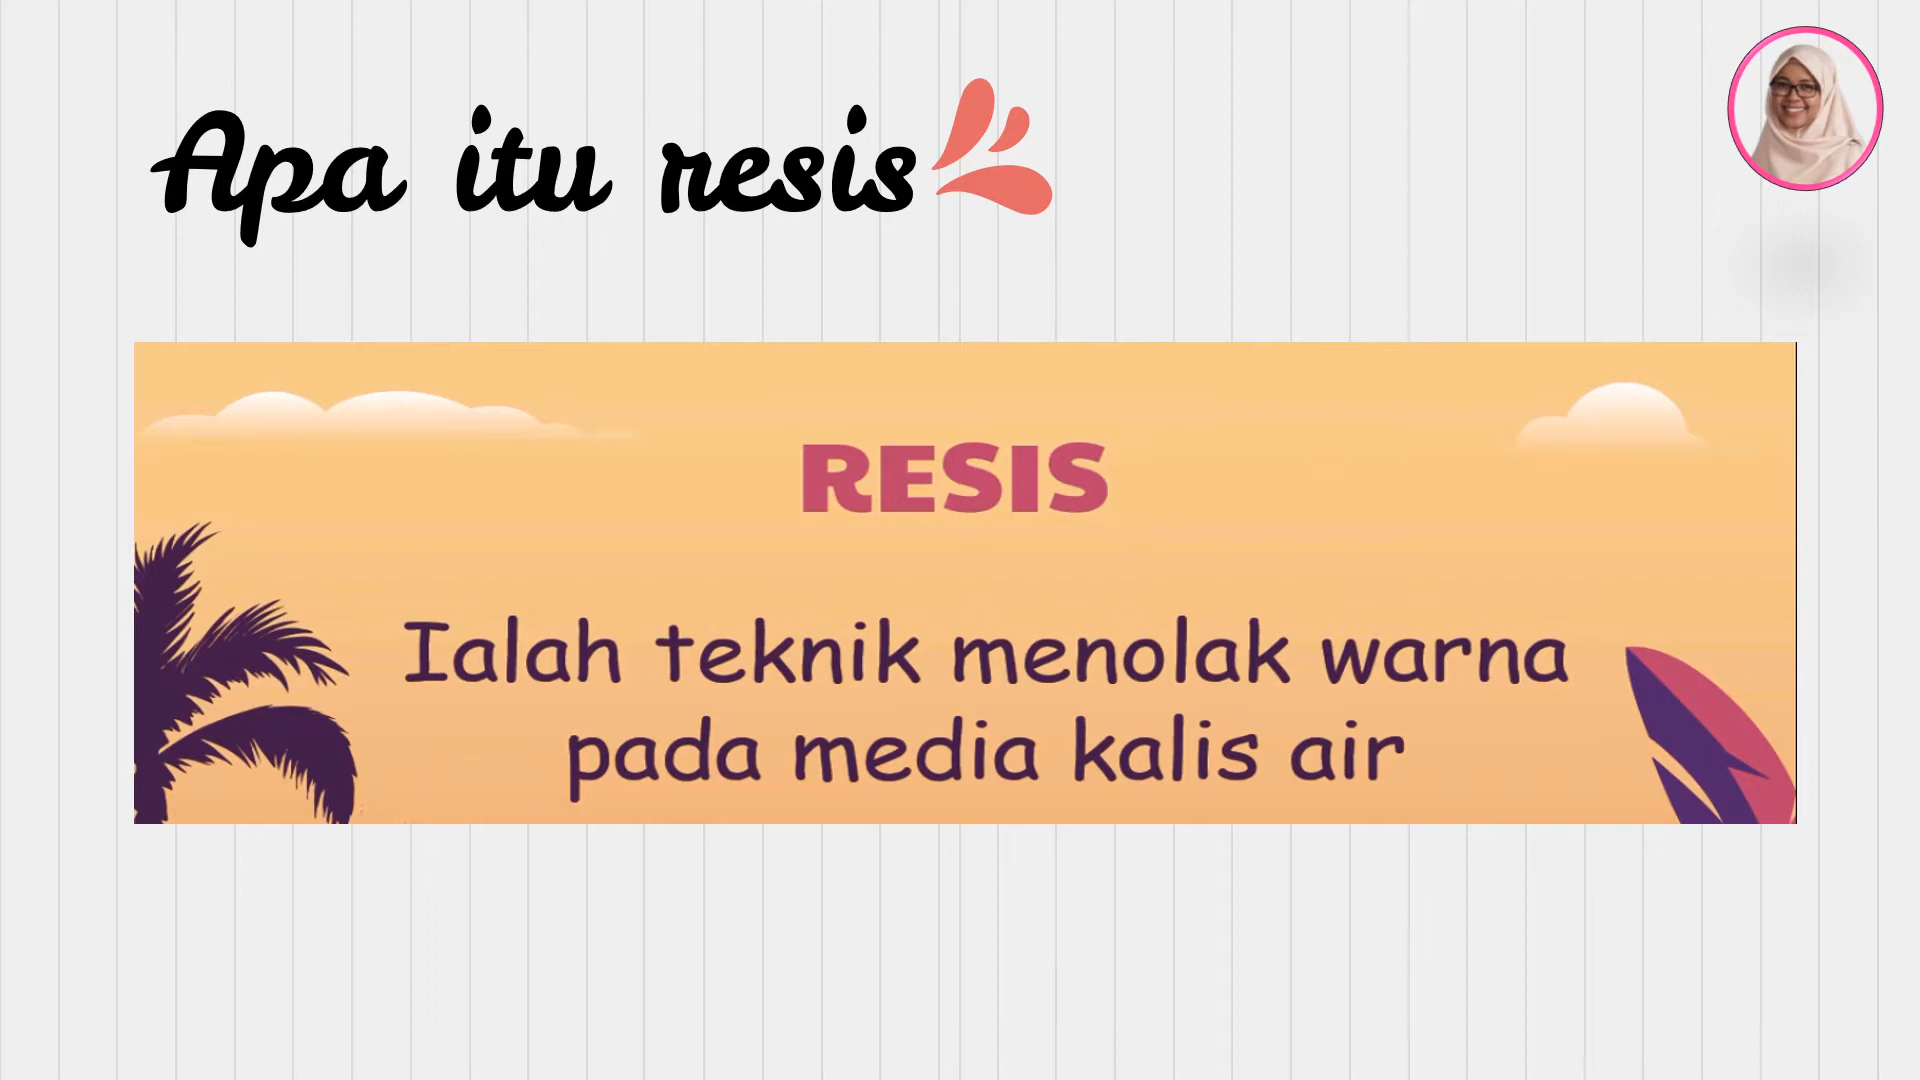 Apa itu resis
RESIS
Ialah teknik menolak warna
pada media kalis air